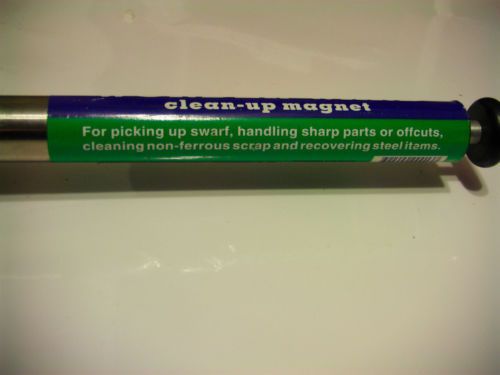 clean-up magnet
For picking up swarf, handling sharp parts or offcuts,
cleaning non-ferrous scrap and recovering steel items.